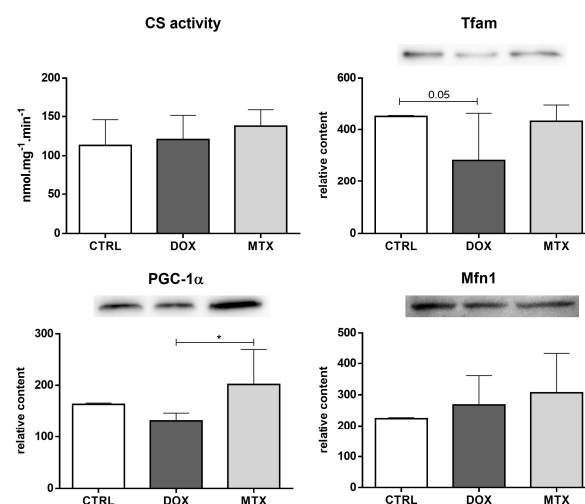 CS activity
200
150
100
50
0
nmol.mg⁻¹.min⁻¹
CTRL DOX MTX
Tfam
600
400
200
0
relative content
0.05
CTRL DOX MTX
PGC-1α
300
200
100
0
relative content
*
CTRL DOX MTX
Mfn1
500
400
300
200
100
0
relative content
CTRL DOX MTX